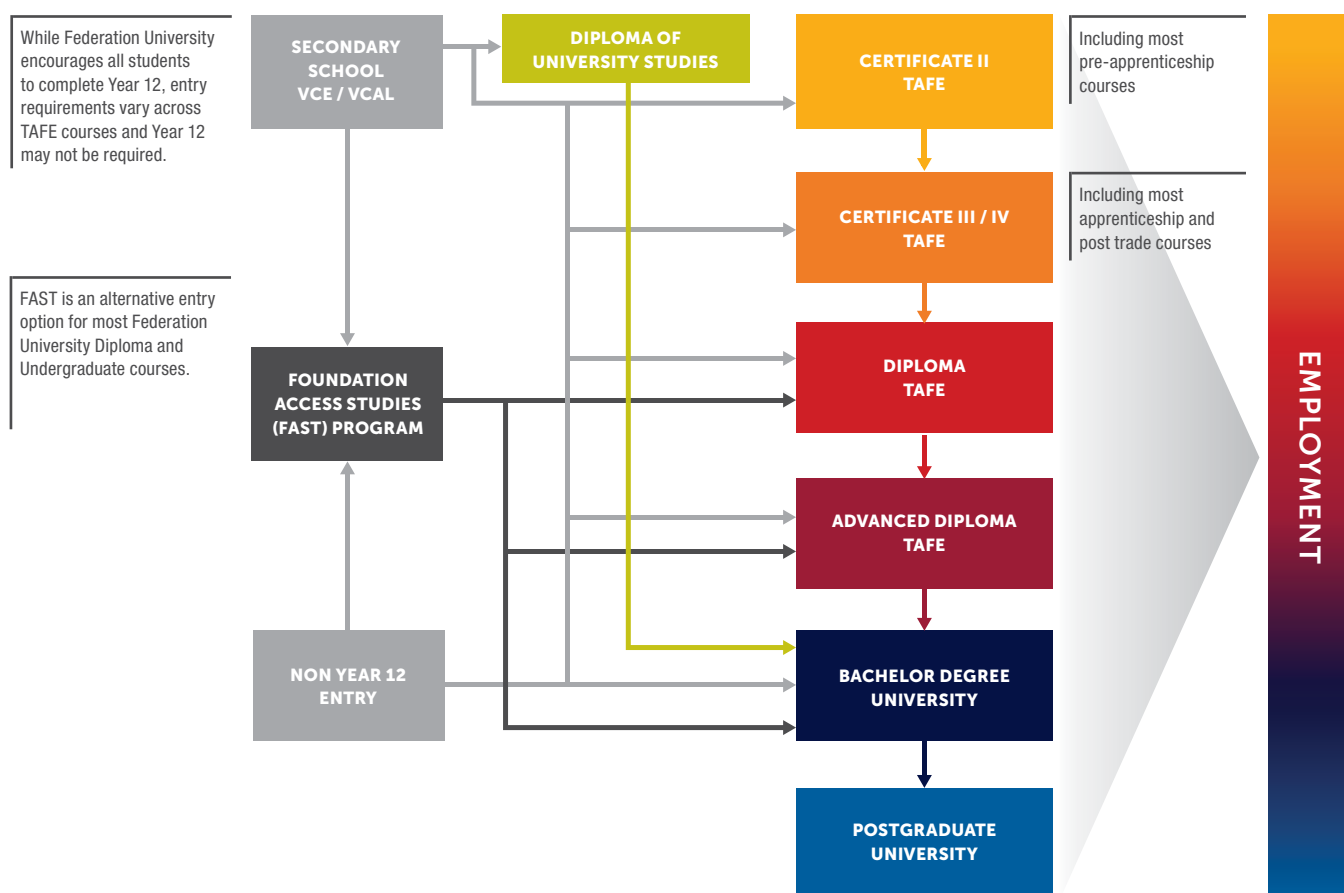 While Federation University
encourages all students
to complete Year 12, entry
requirements vary across
TAFE courses and Year 12
may not be required.
SECONDARY
SCHOOL
VCE / VCAL
DIPLOMA OF
UNIVERSITY STUDIES
CERTIFICATE II
TAFE
Including most
pre-apprenticeship
courses
CERTIFICATE III / IV
TAFE
Including most
apprenticeship and
post trade courses
FAST is an alternative entry
option for most Federation
University Diploma and
Undergraduate courses.
FOUNDATION
ACCESS STUDIES
(FAST) PROGRAM
DIPLOMA
TAFE
EMPLOYMENT
ADVANCED DIPLOMA
TAFE
NON YEAR 12
ENTRY
BACHELOR DEGREE
UNIVERSITY
POSTGRADUATE
UNIVERSITY